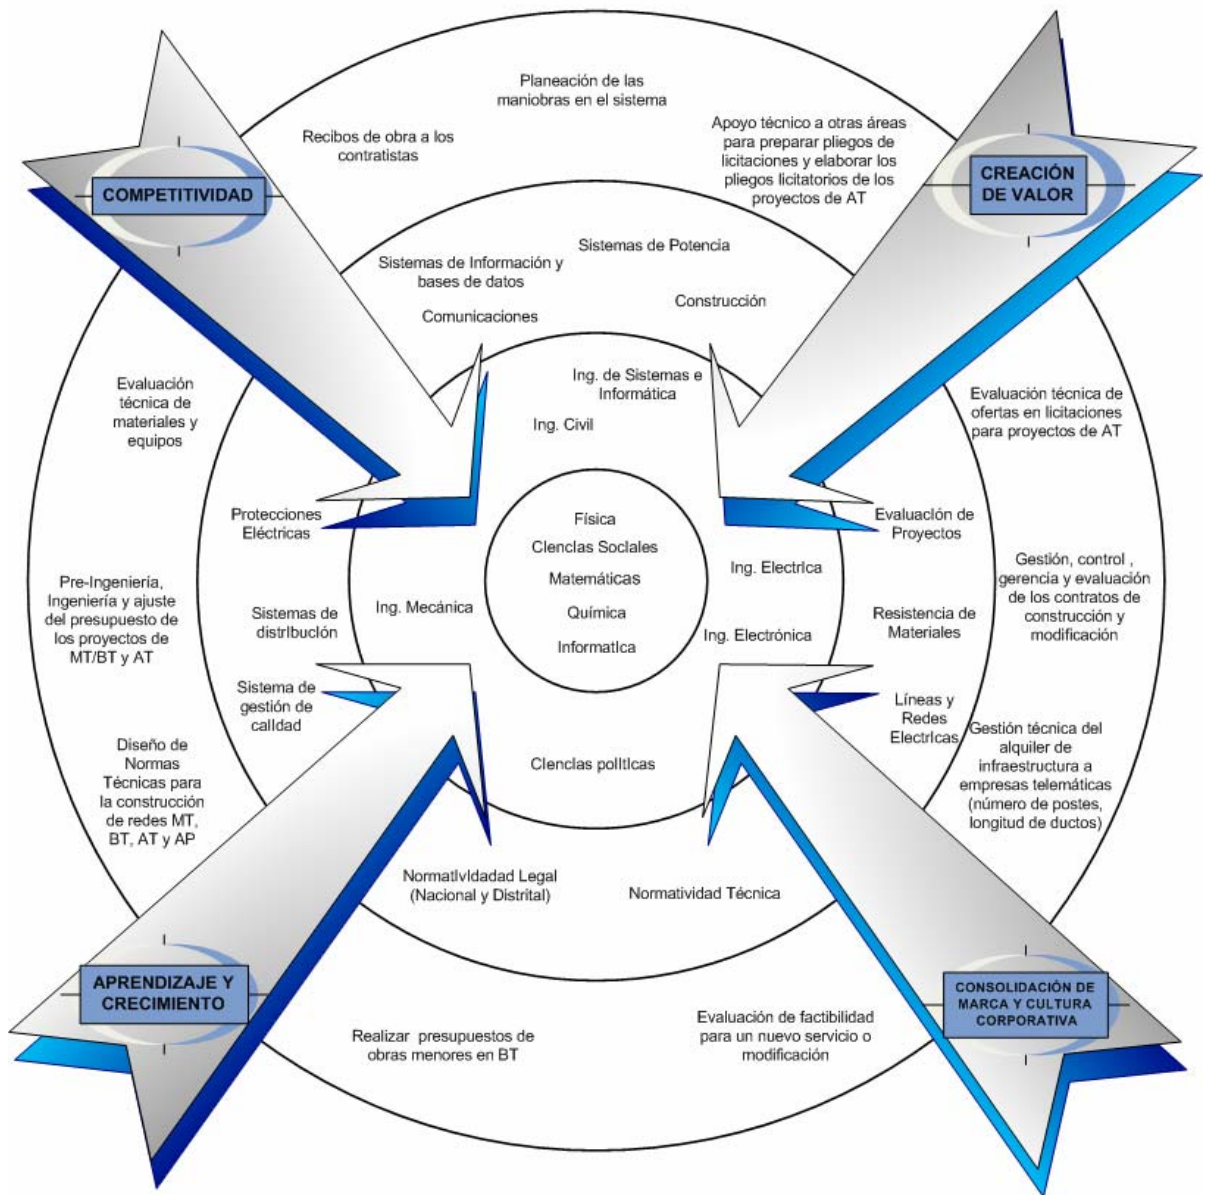 Planeación de las
maniobras en el sistema
Recibos de obra a los
contratistas
Apoyo técnico a otras áreas
para preparar pliegos de
licitaciones y elaborar los
pliegos licitatorios de los
proyectos de AT
COMPETITIVIDAD
CREACIÓN
DE VALOR
Sistemas de Potencia
Sistemas de Información y
bases de datos
Construcción
Comunicaciones
Ing. de Sistemas e
Informática
Ing. Civil
Evaluación
técnica de
materiales y
equipos
Evaluación técnica de
ofertas en licitaciones
para proyectos de AT
Protecciones
Eléctricas
Física
Ciencias Sociales
Matemáticas
Química
Informatica
Evaluación de
Proyectos
Ing. Electrica
Ing. Mecánica
Ing. Electrónica
Pre-Ingeniería,
Ingeniería y ajuste
del presupuesto de
los proyectos de
MT/BT y AT
Sistemas de
distribución
Resistencia de
Materiales
Gestión, control ,
gerencia y evaluación
de los contratos de
construcción y
modificación
Sistema de
gestión de
calidad
Líneas y
Redes
Electricas
Diseño de
Normas
Técnicas para
la construcción
de redes MT,
BT, AT y AP
Ciencias politicas
Gestión técnica del
alquiler de
infraestructura a
empresas telemáticas
(número de postes,
longitud de ductos)
Normatividadad Legal
(Nacional y Distrital)
Normatividad Técnica
APRENDIZAJE Y
CRECIMIENTO
CONSOLIDACIÓN DE
MARCA Y CULTURA
CORPORATIVA
Realizar presupuestos de
obras menores en BT
Evaluación de factibilidad
para un nuevo servicio o
modificación